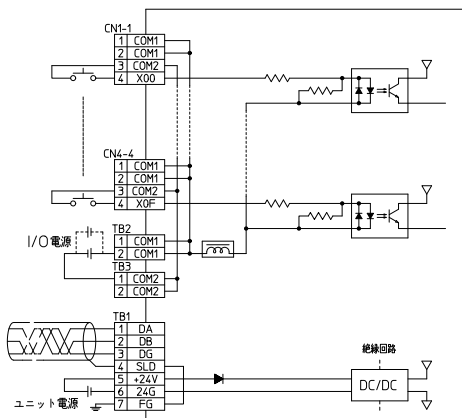 CN1-1
1 COM1
2 COM1
3 COM2
4 X00
CN4-4
1 COM1
2 COM1
3 COM2
4 X0F
TB2
I/O電源
1 COM1
2 COM1
TB3
1 COM2
2 COM2
TB1
1 DA
2 DB
3 DG
4 SLD
5 +24V
6 24G
7 FG
ユニット電源
絶縁回路
DC/DC